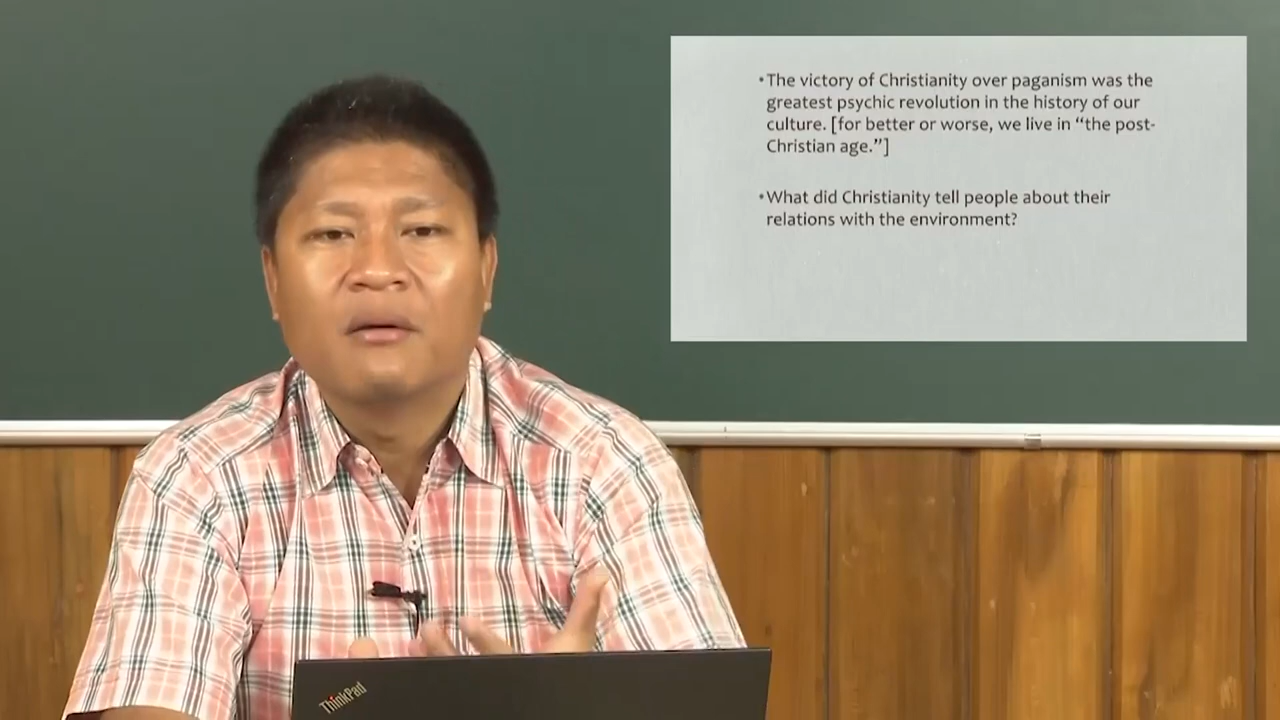 •The victory of Christianity over paganism was the
greatest psychic revolution in the history of our
culture. [for better or worse, we live in “the post-
Christian age.”]
•What did Christianity tell people about their
relations with the environment?
ThinkPad